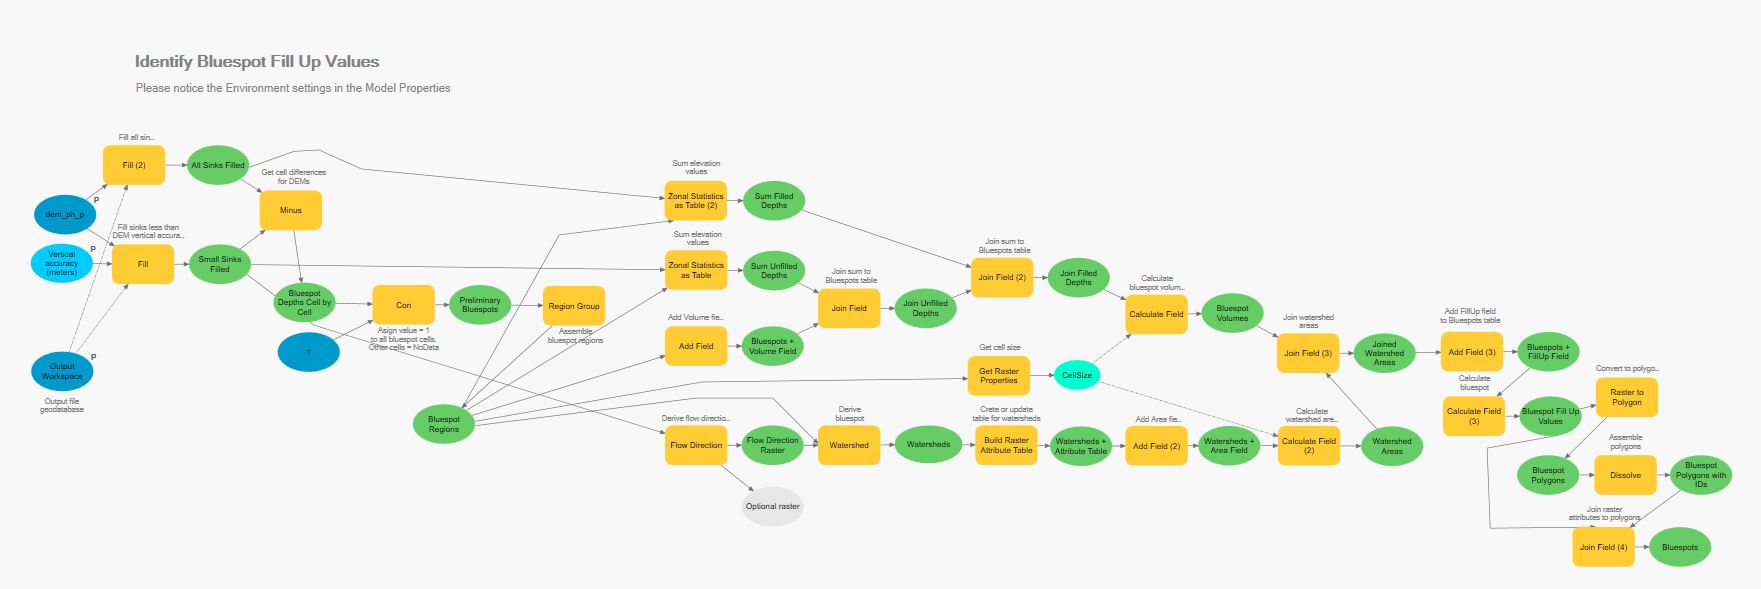 Identify Bluespot Fill Up Values
Please notice the Environment settings in the Model Properties
Fill all sin...
Fill (2)
All Sinks Filled
Get cell differences
for DEMs
Minus
dem_ph_p
P
Vertical
accuracy
(meters)
P
Fill sinks less than
DEM vertical accura...
Fill
Small Sinks
Filled
Output
Workspace
P
Output file
geodatabase
Bluespot
Depths Cell by
Cell
1
Con
Asign value = 1
to all bluespot cells.
Other cells = NoData
Preliminary
Bluespots
Region Group
Assemble
bluespot regions
Bluespot
Regions
Sum elevation
values
Zonal Statistics
as Table (2)
Sum Filled
Depths
Sum elevation
values
Zonal Statistics
as Table
Sum Unfilled
Depths
Add Volume fie...
Add Field
Bluespots +
Volume Field
Join sum to
Bluespots table
Join Field
Join Unfilled
Depths
Join sum to
Bluespots table
Join Field (2)
Join Filled
Depths
Get cell size
Get Raster
Properties
CellSize
Calculate
bluespot volum...
Calculate Field
Bluespot
Volumes
Derive flow directio...
Flow Direction
Flow Direction
Raster
Optional raster
Derive
bluespot
Watershed
Watersheds
Crete or update
table for watersheds
Build Raster
Attribute Table
Watersheds +
Attribute Table
Add Area fie...
Add Field (2)
Watersheds +
Area Field
Calculate
watershed are...
Calculate Field
(2)
Watershed
Areas
Join watershed
areas
Join Field (3)
Joined
Watershed
Areas
Add FillUp field
to Bluespots table
Add Field (3)
Bluespots +
FillUp Field
Calculate
bluespot
Calculate Field
(3)
Bluespot Fill Up
Values
Convert to polygo...
Raster to
Polygon
Bluespot
Polygons
Assemble
polygons
Dissolve
Bluespot
Polygons with
IDs
Join raster
attributes to polygons
Join Field (4)
Bluespots